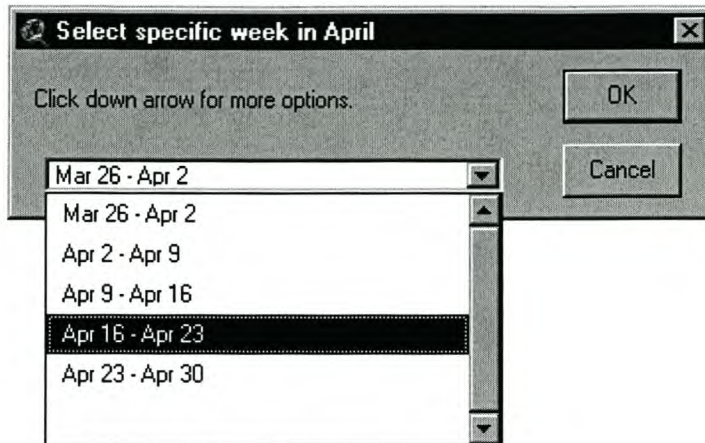 Select specific week in April
Click down arrow for more options.
OK
Cancel
Mar 26 - Apr 2
Mar 26 - Apr 2
Apr 2 - Apr 9
Apr 9 - Apr 16
Apr 16 - Apr 23
Apr 23 - Apr 30